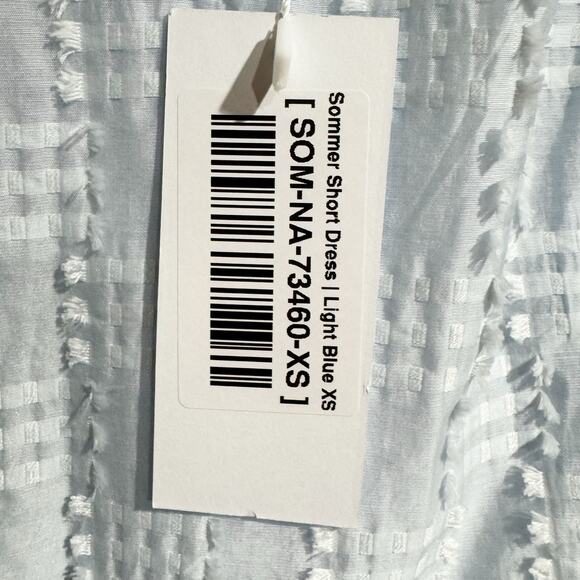 Sommer Short Dress | Light Blue XS
[ SOM-NA-73460-XS ]